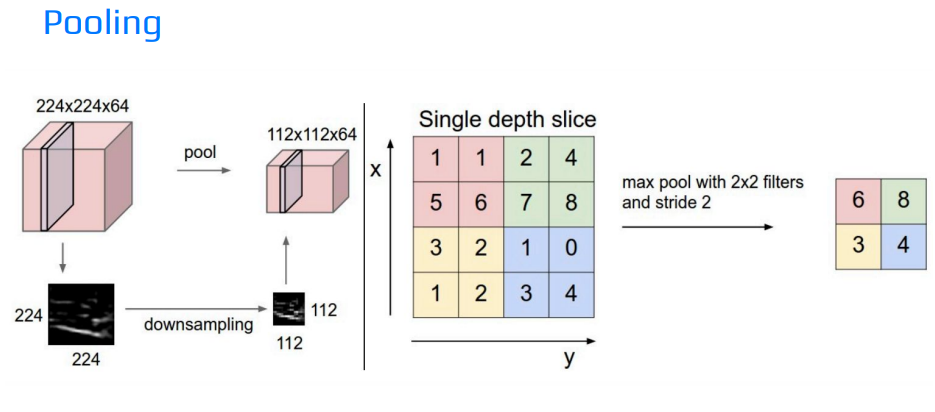 Pooling
224x224x64
pool
112x112x64
224
224
downsampling
112
112
Single depth slice
x
1 1 2 4
5 6 7 8
3 2 1 0
1 2 3 4
y
max pool with 2x2 filters
and stride 2
6 8
3 4